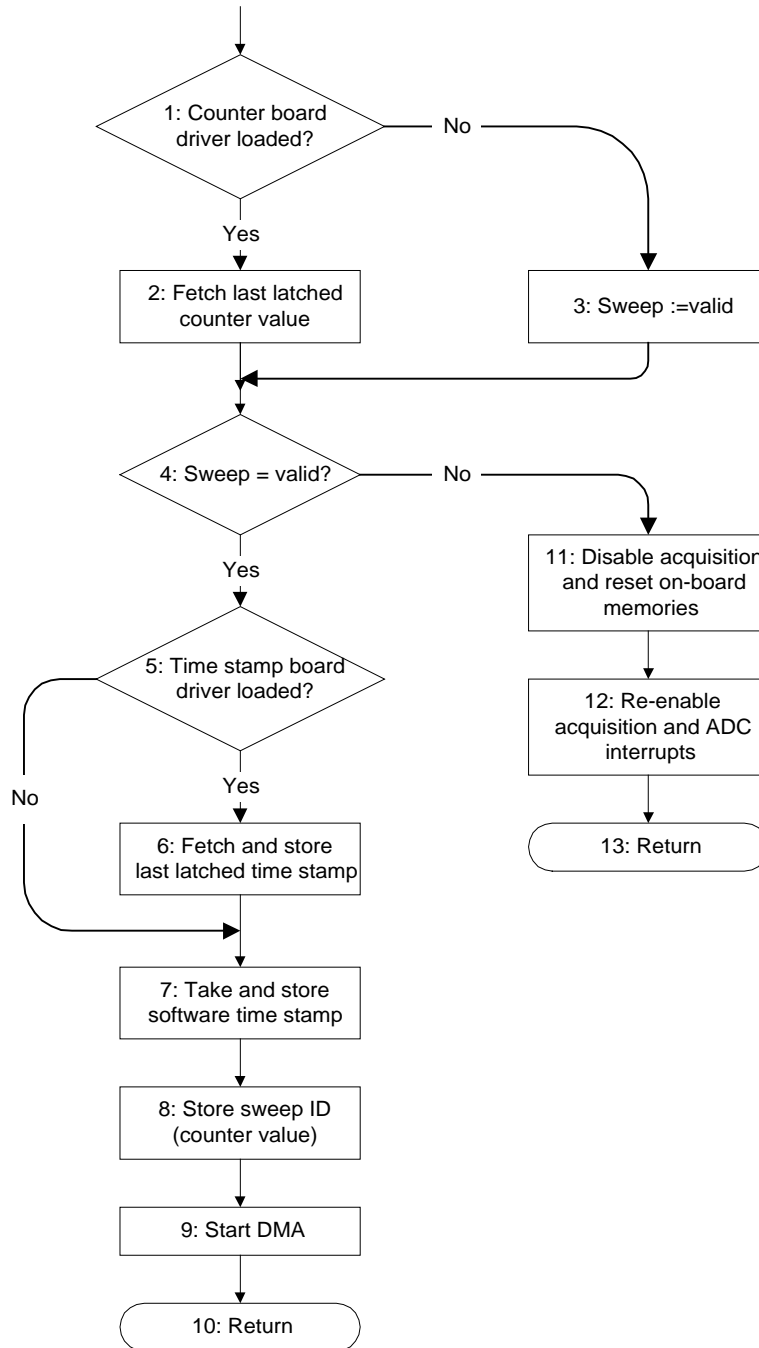 1: Counter board
driver loaded?
No
Yes
2: Fetch last latched
counter value
3: Sweep :=valid
4: Sweep = valid?
No
Yes
11: Disable acquisition
and reset on-board
memories
5: Time stamp board
driver loaded?
12: Re-enable
acquisition and ADC
interrupts
Yes
No
6: Fetch and store
last latched time stamp
13: Return
7: Take and store
software time stamp
8: Store sweep ID
(counter value)
9: Start DMA
10: Return